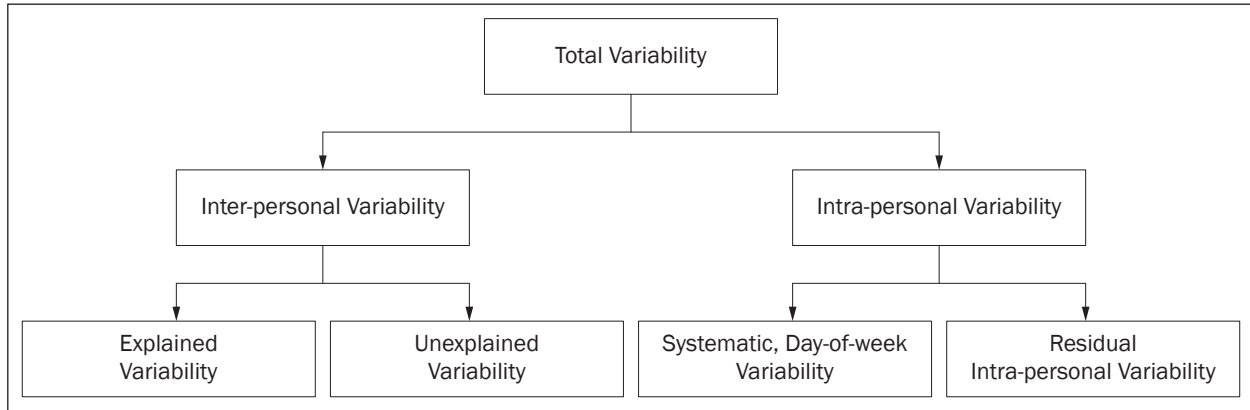 Total Variability
Inter-personal Variability
Intra-personal Variability
Explained
Variability
Unexplained
Variability
Systematic, Day-of-week
Variability
Residual
Intra-personal Variability